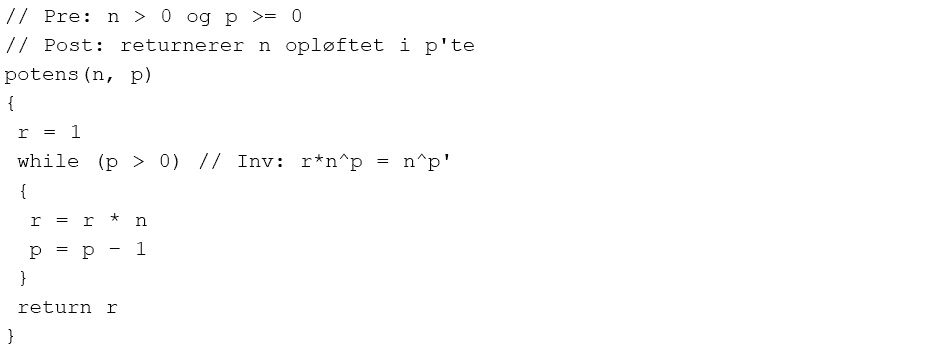 // Pre: n > 0 og p >= 0
// Post: returnerer n opløftet i p'te
potens(n, p)
{
r = 1
while (p > 0) // Inv: r*n^p = n^p'
{
r = r * n
p = p - 1
}
return r
}